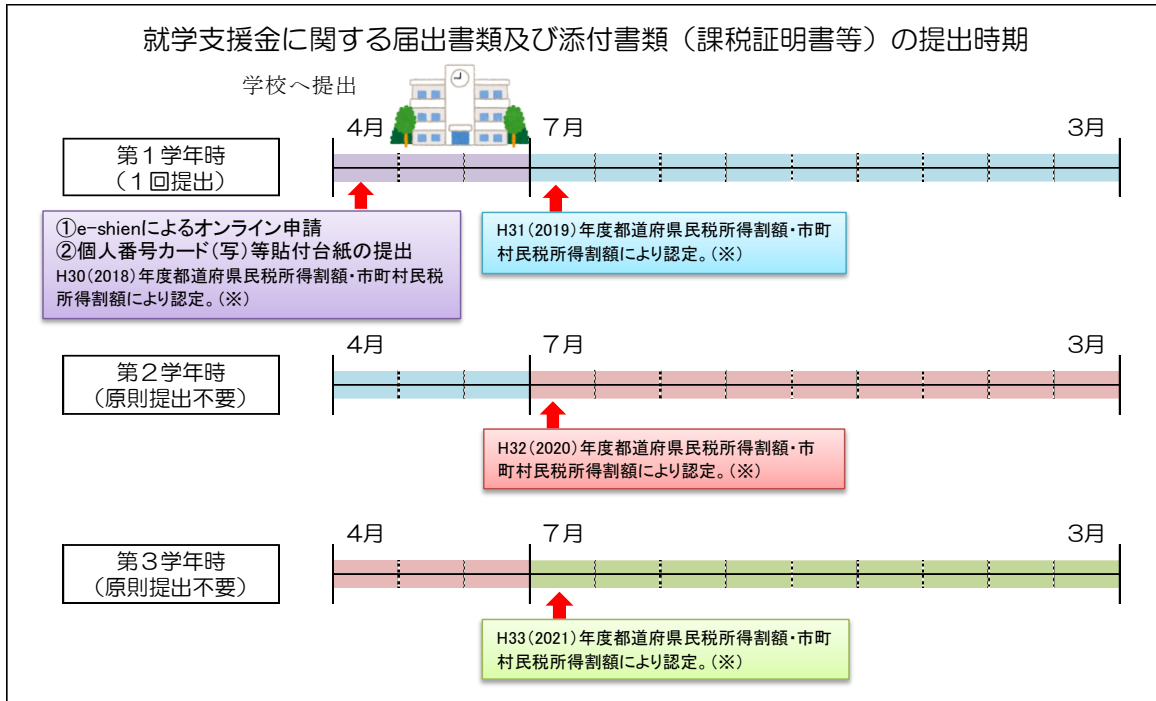 就学支援金に関する届出書類及び添付書類（課税証明書等）の提出時期
学校へ提出
4月
7月
3月
第１学年時
（１回提出）
①e-shienによるオンライン申請
②個人番号カード（写）等貼付台紙の提出
H30（2018）年度都道府県民税所得割額・市町村民税
所得割額により認定。（※）
H31（2019）年度都道府県民税所得割額・市町
村民税所得割額により認定。（※）
4月
7月
3月
第２学年時
（原則提出不要）
H32（2020）年度都道府県民税所得割額・市
町村民税所得割額により認定。（※）
4月
7月
3月
第３学年時
（原則提出不要）
H33（2021）年度都道府県民税所得割額・市町
村民税所得割額により認定。（※）